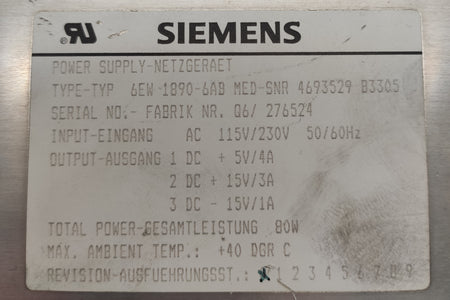 SIEMENS
POWER SUPPLY-NETZGERAET
TYPE-TYP 6EW 1890-6AB MED-SNR 4693529 B3305
SERIAL NO.- FABRIK NR. Q6/ 276524
INPUT-EINGANG AC 115V/230V 50/60Hz
OUTPUT-AUSGANG 1 DC + 5V/4A
2 DC + 15V/3A
3 DC - 15V/1A
TOTAL POWER-GESAMTLEISTUNG 80W
MAX. AMBIENT TEMP.: +40 DGR C
REVISION-AUSFUEHRUNGSST.: 1 2 3 4 5 6 7 8 9